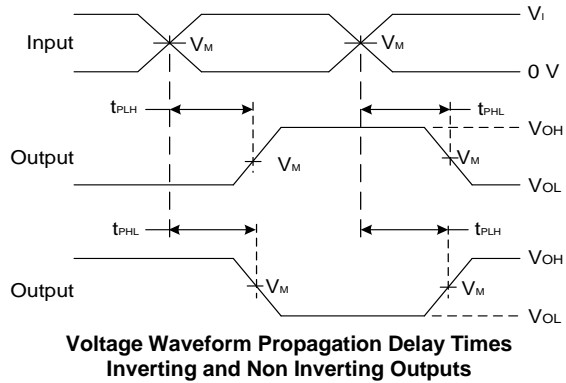 VI
Input
VM
VM
0 V
tPLH
tPHL
VOH
Output
VM
VM
VOL
tPHL
tPLH
VOH
Output
VM
VM
VOL
Voltage Waveform Propagation Delay Times
Inverting and Non Inverting Outputs